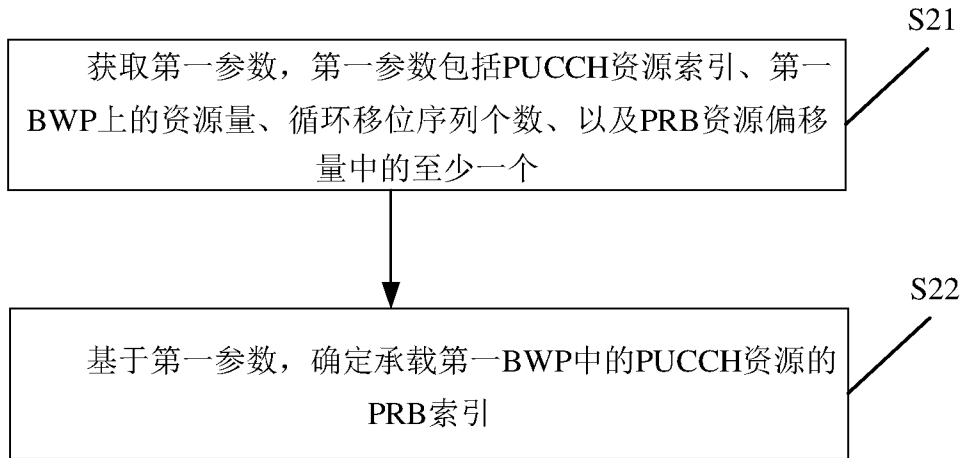 S21
获取第一参数，第一参数包括PUCCH资源索引、第一
BWP上的资源量、循环移位序列个数、以及PRB资源偏移
量中的至少一个
S22
基于第一参数，确定承载第一BWP中的PUCCH资源的
PRB索引